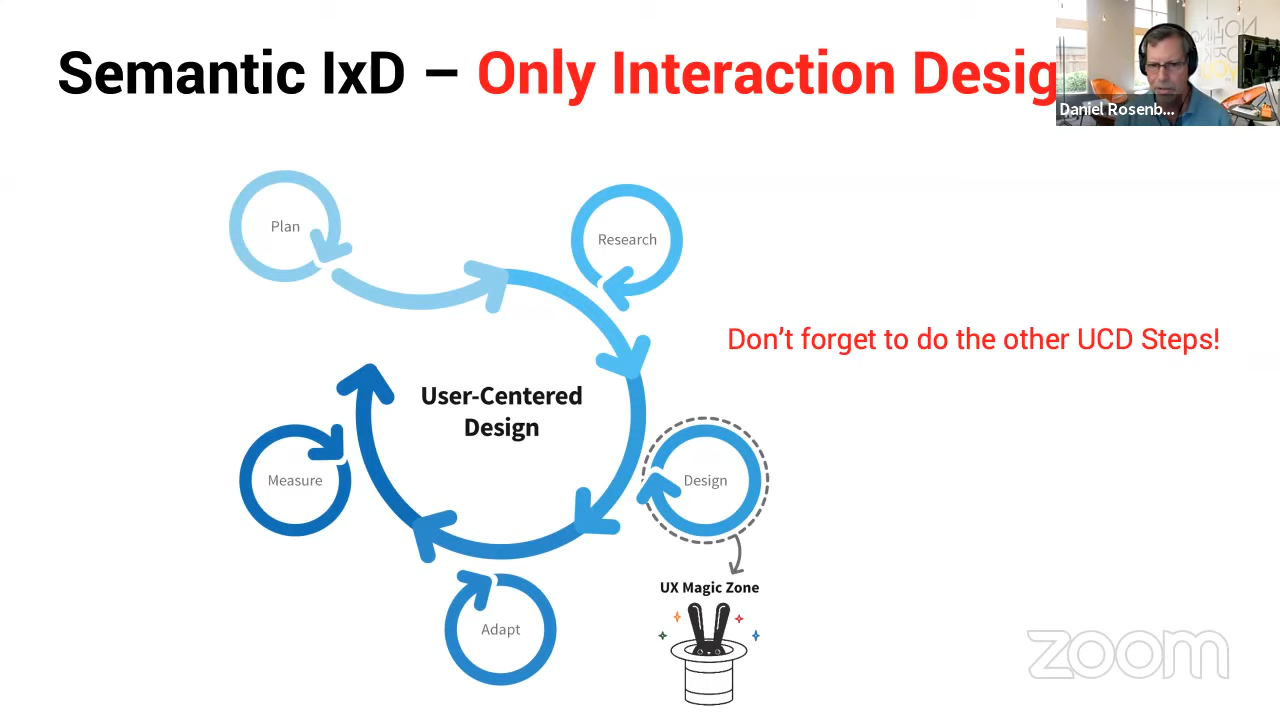 Semantic IxD – Only Interaction Desig
Daniel Rosenb...
Plan
Research
Don't forget to do the other UCD Steps!
User-Centered
Design
Measure
Design
UX Magic Zone
Adapt
zoom